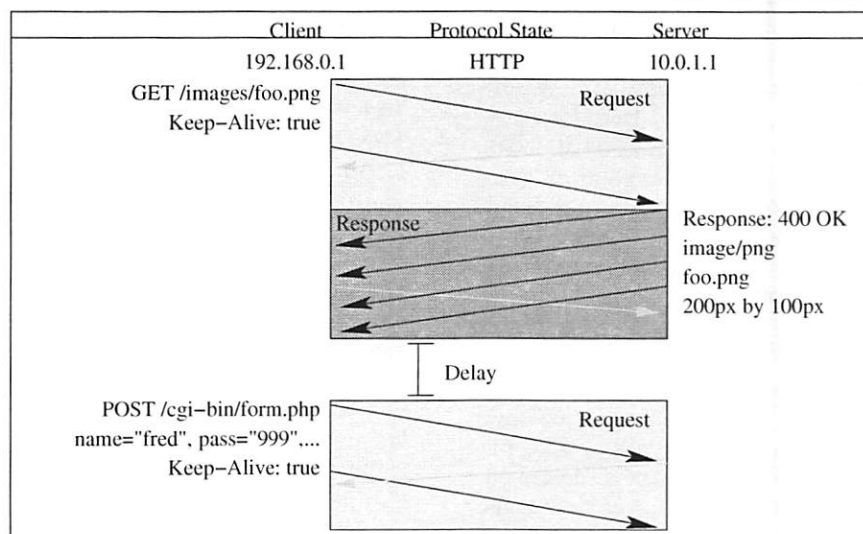 Client Protocol State Server
192.168.0.1 HTTP 10.0.1.1
GET /images/foo.png
Keep−Alive: true
Request
Response
Response: 400 OK
image/png
foo.png
200px by 100px
Delay
POST /cgi−bin/form.php
name="fred", pass="999",...
Keep−Alive: true
Request